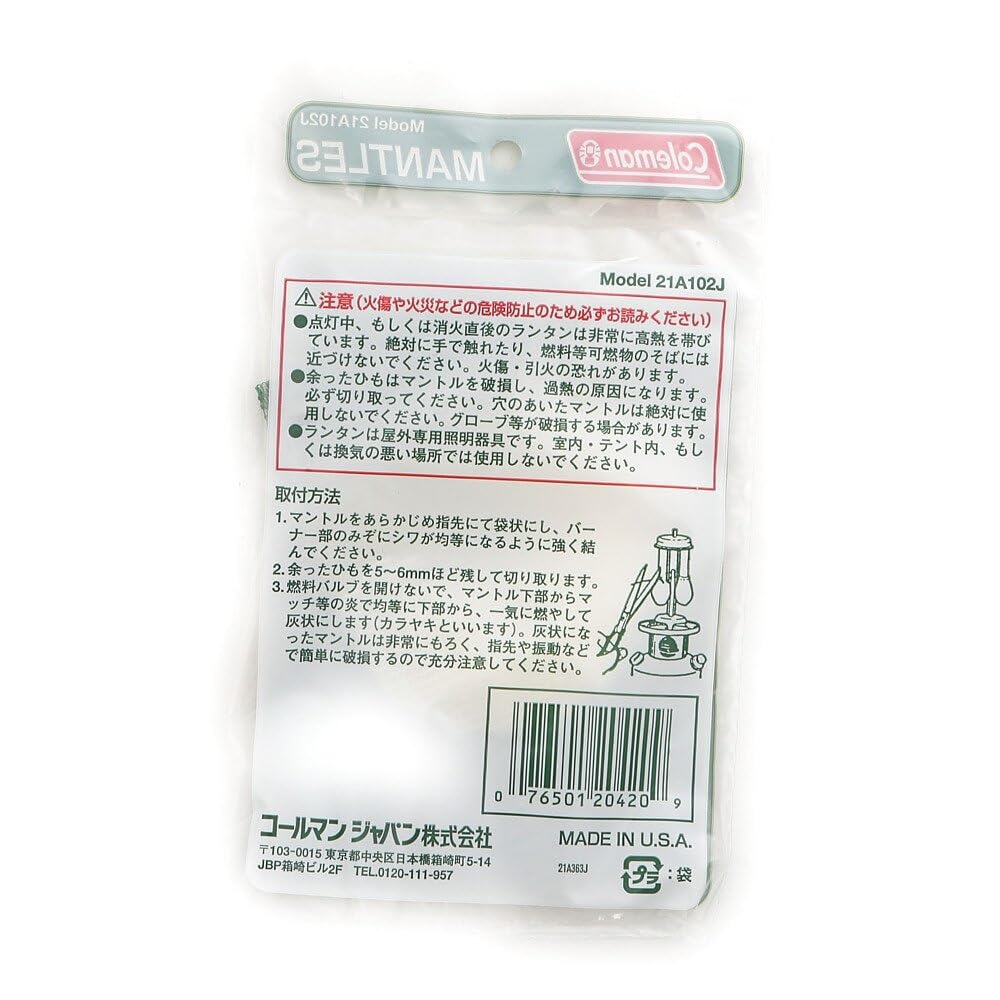 Model 21A102J
MANTLES
Coleman
Model 21A102J
注意(火傷や火災などの危険防止のため必ずお読みください)
●点灯中、もしくは消火直後のランタンは非常に高熱を帯び
ています。絶対に手で触れたり、燃料等可燃物のそばには
近づけないでください。火傷・引火の恐れがあります。
●余ったひもはマントルを破損し、過熱の原因になります。
必ず切り取ってください。穴のあいたマントルは絶対に使
用しないでください。グローブ等が破損する場合があります。
●ランタンは屋外専用照明器具です。室内・テント内、もし
くは換気の悪い場所では使用しないでください。
取付方法
1.マントルをあらかじめ指先にて袋状にし、バー
ナー部のみぞにシワが均等になるように強く結
んでください。
2.余ったひもを5〜6mmほど残して切り取ります。
3.燃料バルブを開けないで、マントル下部からマ
ッチ等の炎で均等に下部から、一気に燃やして
灰状にします(カラヤキといいます)。灰状にな
ったマントルは非常にもろく、指先や振動など
で簡単に破損するので充分注意してください。
0 76501 20420 9
コールマン ジャパン株式会社
〒103-0015 東京都中央区日本橋箱崎町5-14
JBP箱崎ビル2F TEL.0120-111-957
MADE IN U.S.A.
21A363J
プラ:袋